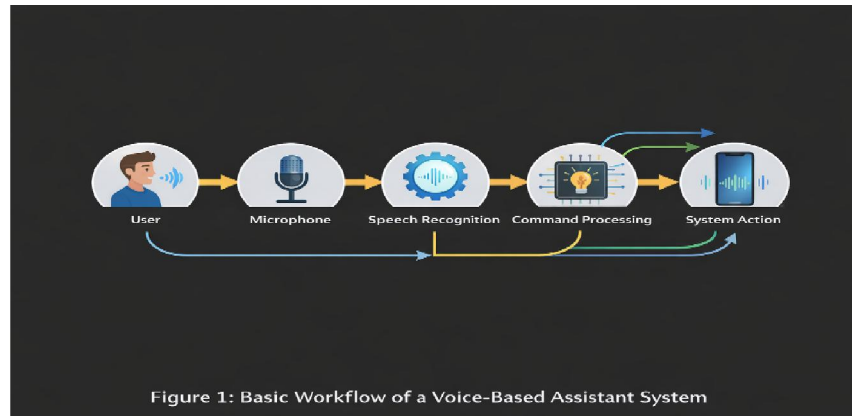 User
Microphone
Speech Recognition
Command Processing
System Action
Figure 1: Basic Workflow of a Voice-Based Assistant System